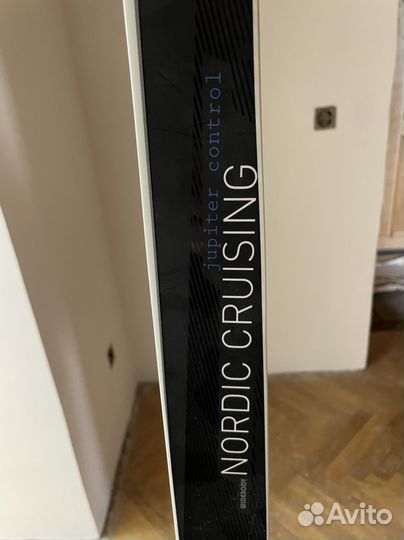 jupiter control
WIDEBODY NORDIC CRUISING
Avito